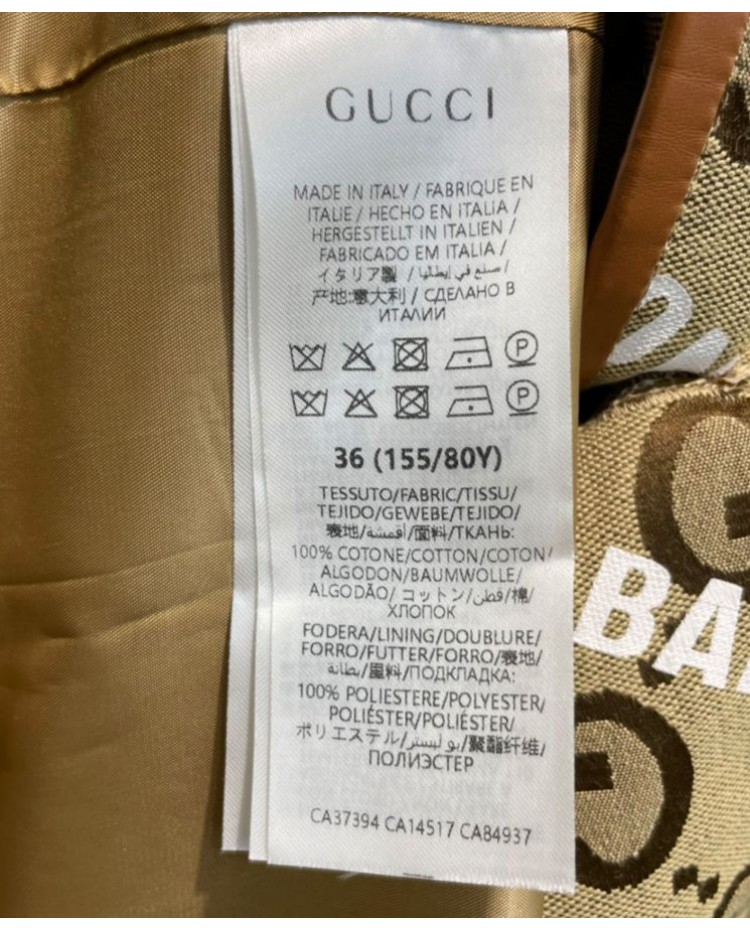 GUCCI
MADE IN ITALY / FABRIQUE EN
ITALIE / HECHO EN ITALIA /
HERGESTELLT IN ITALIEN /
FABRICADO EM ITALIA /
イタリア製 / صنع في إيطاليا /
产地:意大利 / СДЕЛАНО В
ИТАЛИИ
P
P
36 (155/80Y)
TESSUTO/FABRIC/TISSU/
TEJIDO/GEWEBE/TEJIDO/
表地/أقمشة/面料/ТКАНЬ:
100% COTONE/COTTON/COTON/
ALGODON/BAUMWOLLE/
ALGODÃO/ コットン/قطن/棉/
ХЛОПОК
FODERA/LINING/DOUBLURE/
FORRO/FUTTER/FORRO/裏地/
بطانة/里料/ПОДКЛАДКА:
100% POLIESTERE/POLYESTER/
POLIÉSTER/POLIÉSTER/
ポリエステル/بوليستر/聚酯纤维/
ПОЛИЭСТЕР
CA37394 CA14517 CA84937
BA